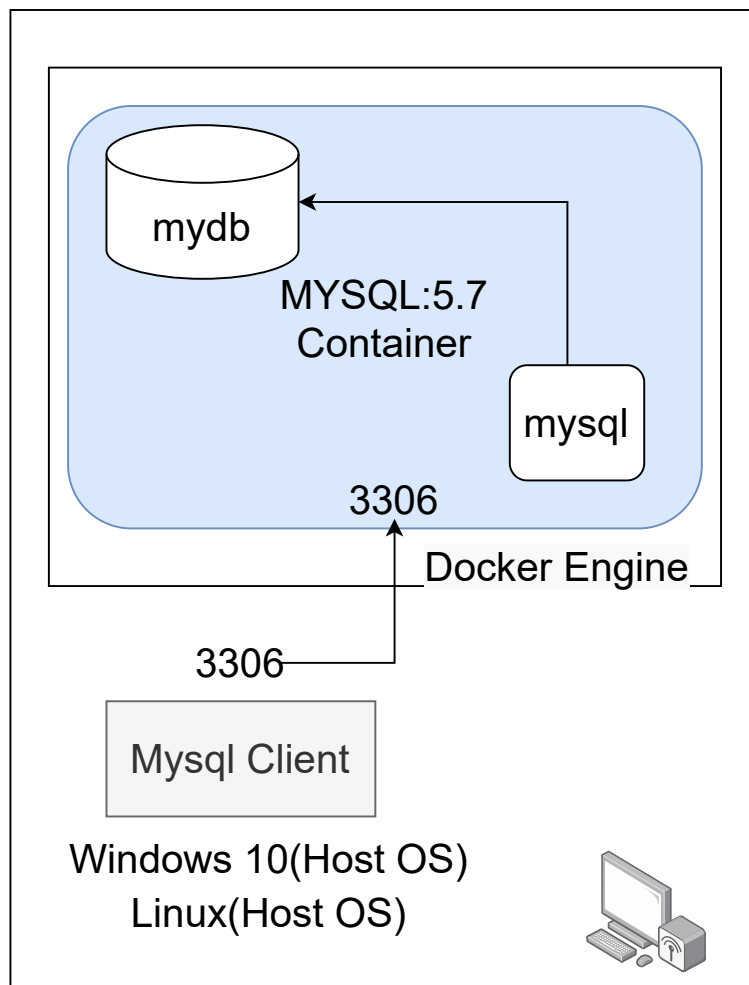 mydb
MYSQL:5.7
Container
mysql
3306
Docker Engine
3306
Mysql Client
Windows 10(Host OS)
Linux(Host OS)